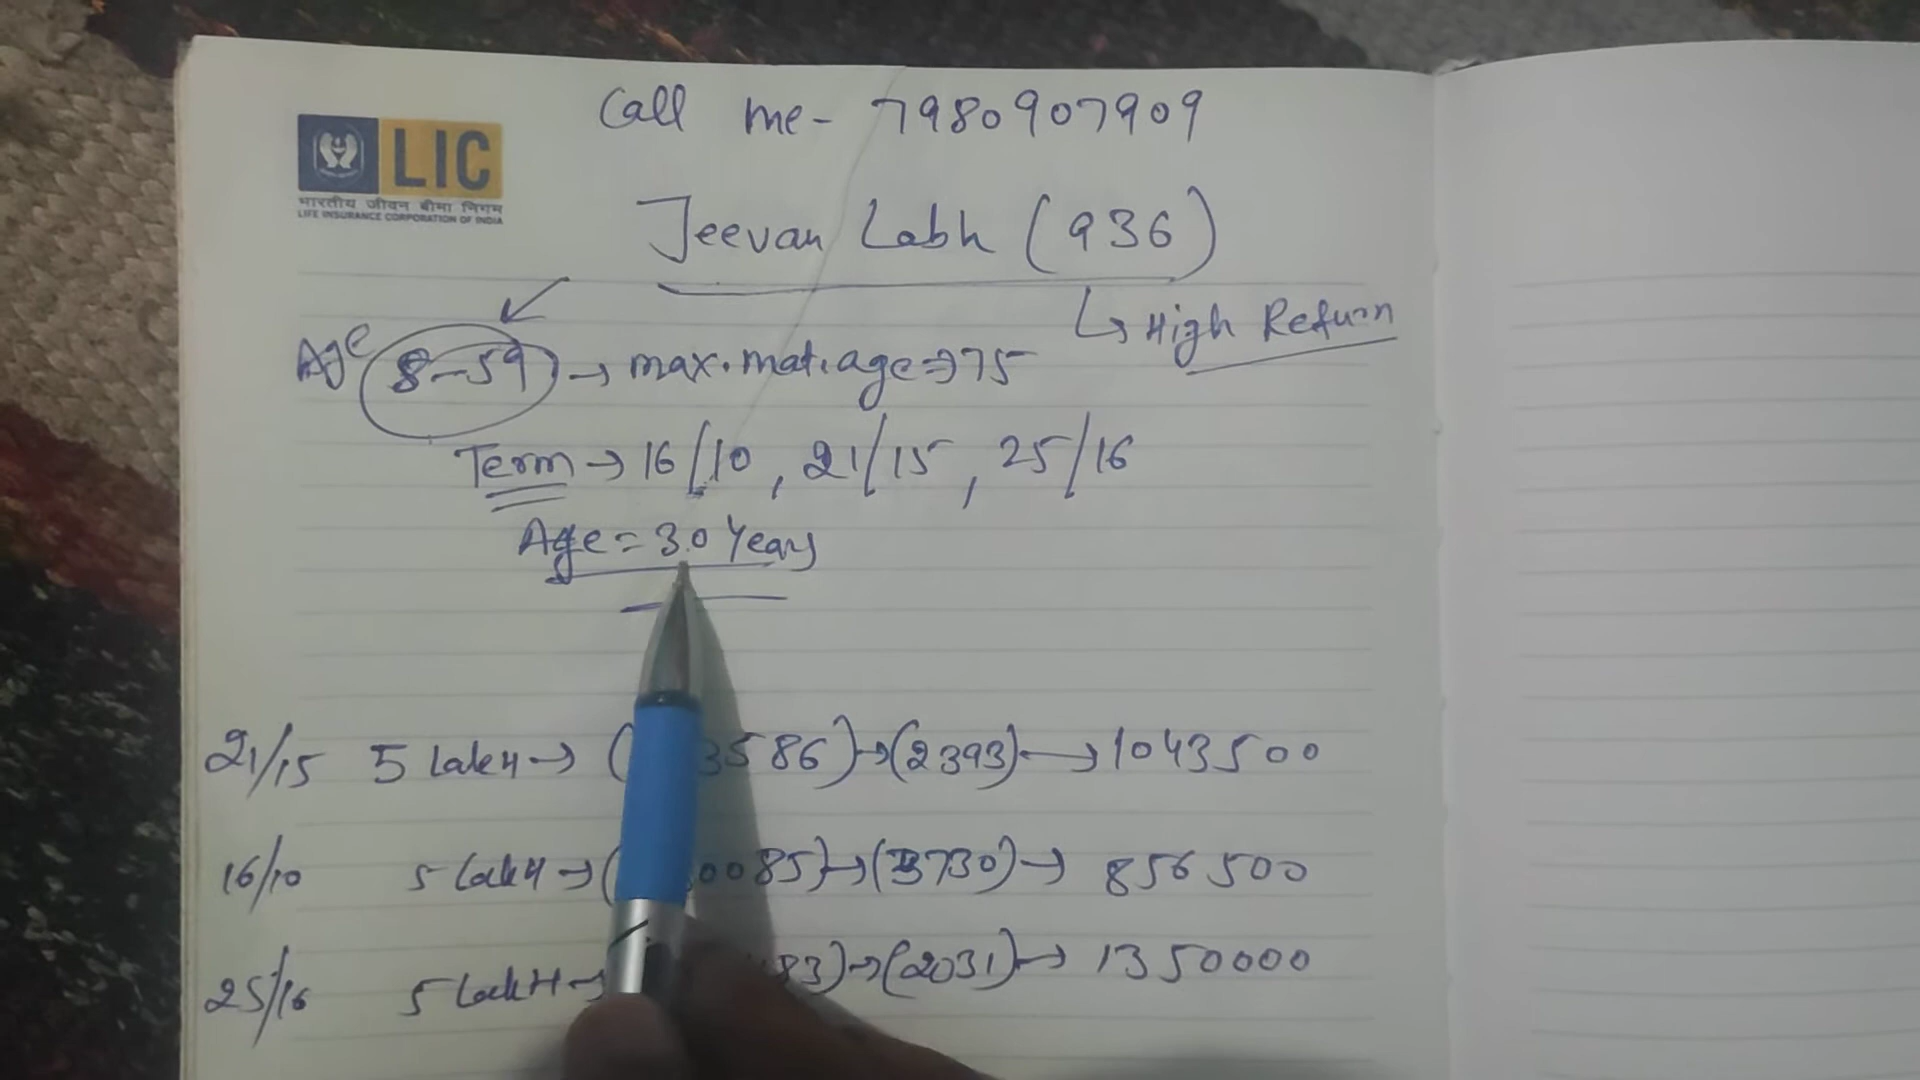 Call me- 7980907909
LIC
भारतीय जीवन बीमा निगम
LIFE INSURANCE CORPORATION OF INDIA
Jeevan Labh (936)
↳ High Return
Age 8-59 → max.mat.age⇒75
Term → 16/10, 21/15, 25/16
Age = 30 Years
21/15 5 Lakh → ( 3586) → (2393) → 1043500
16/10 5 Lakh → ( 0085) → (3730) → 856500
25/16 5 Lakh → 83) → (2031) → 1350000